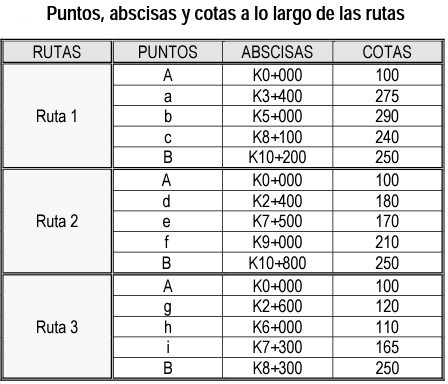 Puntos, abscisas y cotas a lo largo de las rutas
RUTAS PUNTOS ABSCISAS COTAS
A K0+000 100
a K3+400 275
Ruta 1 b K5+000 290
c K8+100 240
B K10+200 250
A K0+000 100
d K2+400 180
Ruta 2 e K7+500 170
f K9+000 210
B K10+800 250
A K0+000 100
g K2+600 120
Ruta 3 h K6+000 110
i K7+300 165
B K8+300 250